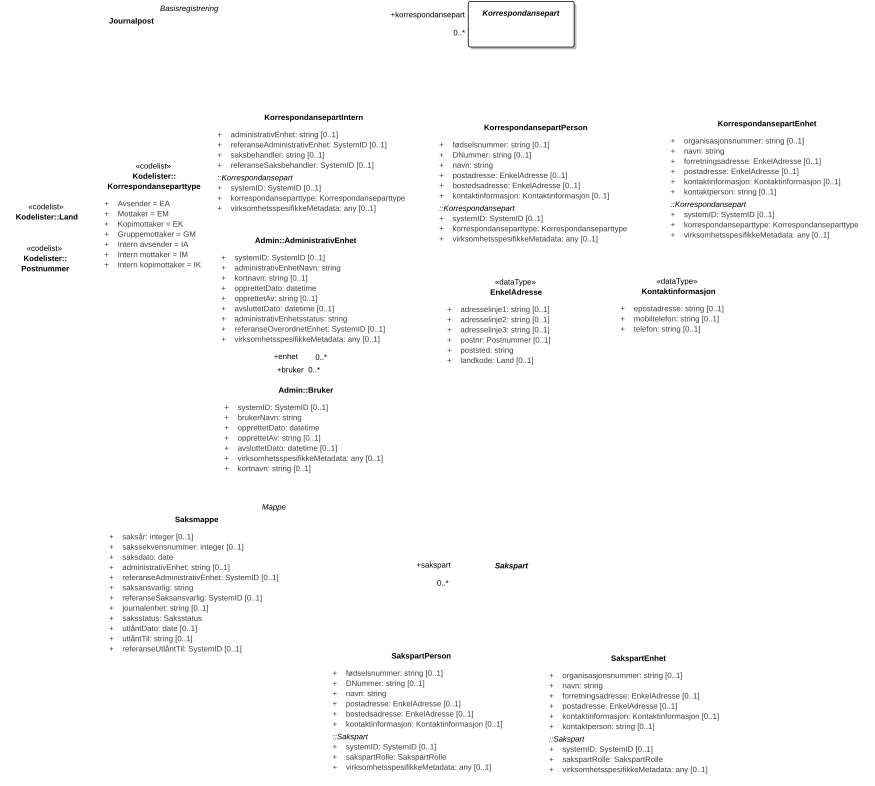 Basisregistrering
Journalpost
+korrespondansepart
0..*
Korrespondansepart
KorrespondansepartIntern
+ administrativEnhet: string [0..1]
+ referanseAdministrativEnhet: SystemID [0..1]
+ saksbehandler: string [0..1]
+ referanseSaksbehandler: SystemID [0..1]
::Korrespondansepart
+ systemID: SystemID [0..1]
+ korrespondanseparttype: Korrespondanseparttype
+ virksomhetsspesifikkeMetadata: any [0..1]
KorrespondansepartPerson
+ fødselsnummer: string [0..1]
+ DNummer: string [0..1]
+ navn: string
+ postadresse: EnkelAdresse [0..1]
+ bostedsadresse: EnkelAdresse [0..1]
+ kontaktinformasjon: Kontaktinformasjon [0..1]
::Korrespondansepart
+ systemID: SystemID [0..1]
+ korrespondanseparttype: Korrespondanseparttype
+ virksomhetsspesifikkeMetadata: any [0..1]
KorrespondansepartEnhet
+ organisasjonsnummer: string [0..1]
+ navn: string
+ forretningsadresse: EnkelAdresse [0..1]
+ postadresse: EnkelAdresse [0..1]
+ kontaktinformasjon: Kontaktinformasjon [0..1]
+ kontaktperson: string [0..1]
::Korrespondansepart
+ systemID: SystemID [0..1]
+ korrespondanseparttype: Korrespondanseparttype
+ virksomhetsspesifikkeMetadata: any [0..1]
«codelist»
Kodelister::
Korrespondanseparttype
+ Avsender = EA
+ Mottaker = EM
+ Kopimottaker = EK
+ Gruppemottaker = GM
+ Intern avsender = IA
+ Intern mottaker = IM
+ Intern kopimottaker = IK
«codelist»
Kodelister::Land
«codelist»
Kodelister::
Postnummer
Admin::AdministrativEnhet
+ systemID: SystemID [0..1]
+ administrativEnhetNavn: string
+ kortnavn: string [0..1]
+ opprettetDato: datetime
+ opprettetAv: string [0..1]
+ avsluttetDato: datetime [0..1]
+ administrativEnhetsstatus: string
+ referanseOverordnetEnhet: SystemID [0..1]
+ virksomhetsspesifikkeMetadata: any [0..1]
+enhet 0..*
+bruker 0..*
Admin::Bruker
+ systemID: SystemID [0..1]
+ brukerNavn: string
+ opprettetDato: datetime
+ opprettetAv: string [0..1]
+ avsluttetDato: datetime [0..1]
+ virksomhetsspesifikkeMetadata: any [0..1]
+ kortnavn: string [0..1]
«dataType»
EnkelAdresse
+ adresselinje1: string [0..1]
+ adresselinje2: string [0..1]
+ adresselinje3: string [0..1]
+ postnr: Postnummer [0..1]
+ poststed: string
+ landkode: Land [0..1]
«dataType»
Kontaktinformasjon
+ epostadresse: string [0..1]
+ mobiltelefon: string [0..1]
+ telefon: string [0..1]
Mappe
Saksmappe
+ saksår: integer [0..1]
+ sakssekvensnummer: integer [0..1]
+ saksdato: date
+ administrativEnhet: string [0..1]
+ referanseAdministrativEnhet: SystemID [0..1]
+ saksansvarlig: string
+ referanseSaksansvarlig: SystemID [0..1]
+ journalenhet: string [0..1]
+ saksstatus: Saksstatus
+ utlåntDato: date [0..1]
+ utlåntTil: string [0..1]
+ referanseUtlåntTil: SystemID [0..1]
+sakspart
0..*
Sakspart
SakspartPerson
+ fødselsnummer: string [0..1]
+ DNummer: string [0..1]
+ navn: string
+ postadresse: EnkelAdresse [0..1]
+ bostedsadresse: EnkelAdresse [0..1]
+ kontaktinformasjon: Kontaktinformasjon [0..1]
::Sakspart
+ systemID: SystemID [0..1]
+ sakspartRolle: SakspartRolle
+ virksomhetsspesifikkeMetadata: any [0..1]
SakspartEnhet
+ organisasjonsnummer: string [0..1]
+ navn: string
+ forretningsadresse: EnkelAdresse [0..1]
+ postadresse: EnkelAdresse [0..1]
+ kontaktinformasjon: Kontaktinformasjon [0..1]
+ kontaktperson: string [0..1]
::Sakspart
+ systemID: SystemID [0..1]
+ sakspartRolle: SakspartRolle
+ virksomhetsspesifikkeMetadata: any [0..1]